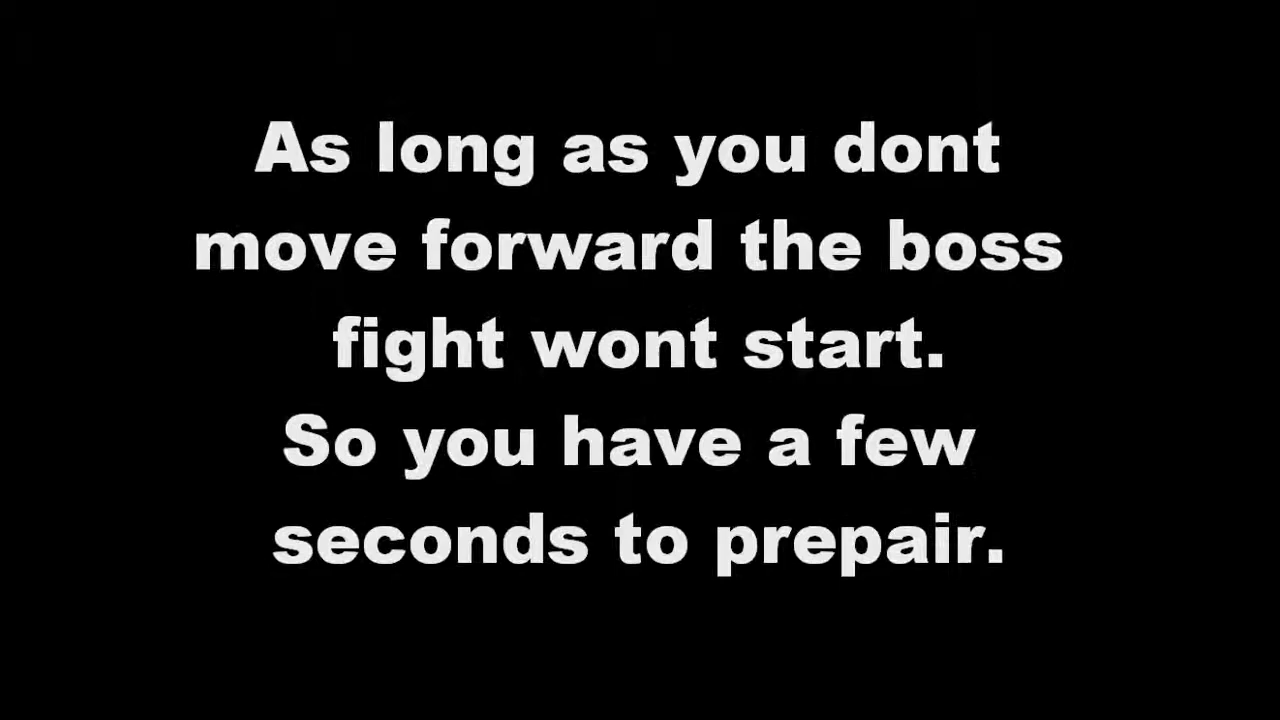 As long as you dont
move forward the boss
fight wont start.
So you have a few
seconds to prepair.